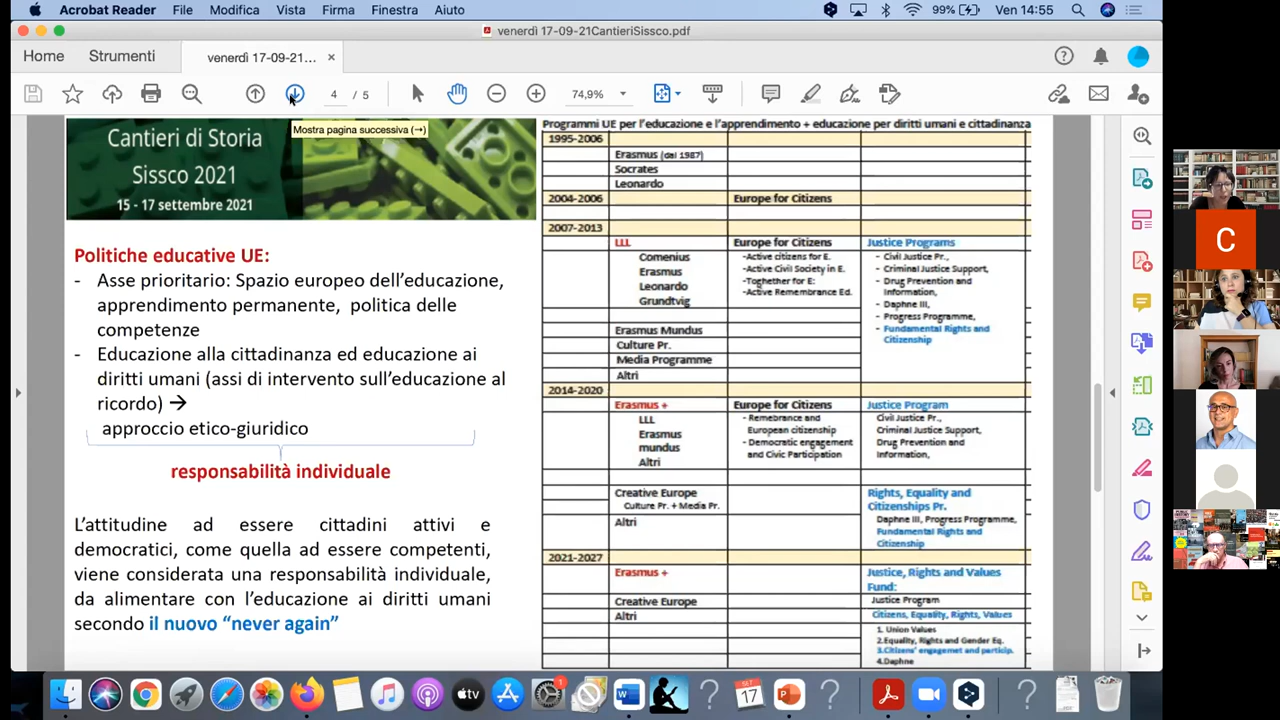 Acrobat Reader File Modifica Vista Firma Finestra Aiuto 99% Ven 14:55
venerdì 17-09-21CantieriSissco.pdf
Home Strumenti venerdì 17-09-21... ×
4 / 5 74,9%
Mostra pagina successiva (→)
Cantieri di Storia
Sissco 2021
15 - 17 settembre 2021
Politiche educative UE:
- Asse prioritario: Spazio europeo dell'educazione,
apprendimento permanente, politica delle
competenze
- Educazione alla cittadinanza ed educazione ai
diritti umani (assi di intervento sull'educazione al
ricordo) →
approccio etico-giuridico
responsabilità individuale
L'attitudine ad essere cittadini attivi e
democratici, come quella ad essere competenti,
viene considerata una responsabilità individuale,
da alimentare con l'educazione ai diritti umani
secondo il nuovo "never again"
Programmi UE per l'educazione e l'apprendimento + educazione per diritti umani e cittadinanza
1995-2006
Erasmus (dal 1987)
Socrates
Leonardo
2004-2006 Europe for Citizens
2007-2013
LLL
Comenius
Erasmus
Leonardo
Grundtvig
Erasmus Mundus
Culture Pr.
Media Programme
Altri
Europe for Citizens
-Active citizens for E.
-Active Civil Society in E.
-Toghether for E:
-Active Remembrance Ed.
Justice Programs
- Civil Justice Pr.,
- Criminal Justice Support,
- Drug Prevention and
Information,
- Daphne III,
- Progress Programme,
- Fundamental Rights and
Citizenship
2014-2020
Erasmus +
LLL
Erasmus
mundus
Altri
Europe for Citizens
- Remebrance and
European citizenship
- Democratic engagement
and Civic Participation
Justice Program
Civil Justice Pr.,
Criminal Justice Support,
Drug Prevention and
Information,
Creative Europe
Culture Pr. + Media Pr.
Altri
Rights, Equality and
Citizenships Pr.
Daphne III, Progress Programme,
Fundamental Rights and
Citizenship
2021-2027
Erasmus +
Creative Europe
Altri
Justice, Rights and Values
Fund:
Justice Program
Citizens, Equality, Rights, Values
1. Union Values
2.Equality, Rights and Gender Eq.
3.Citizens' engagemet and particip.
4.Daphne
C
tv
SET
17
1